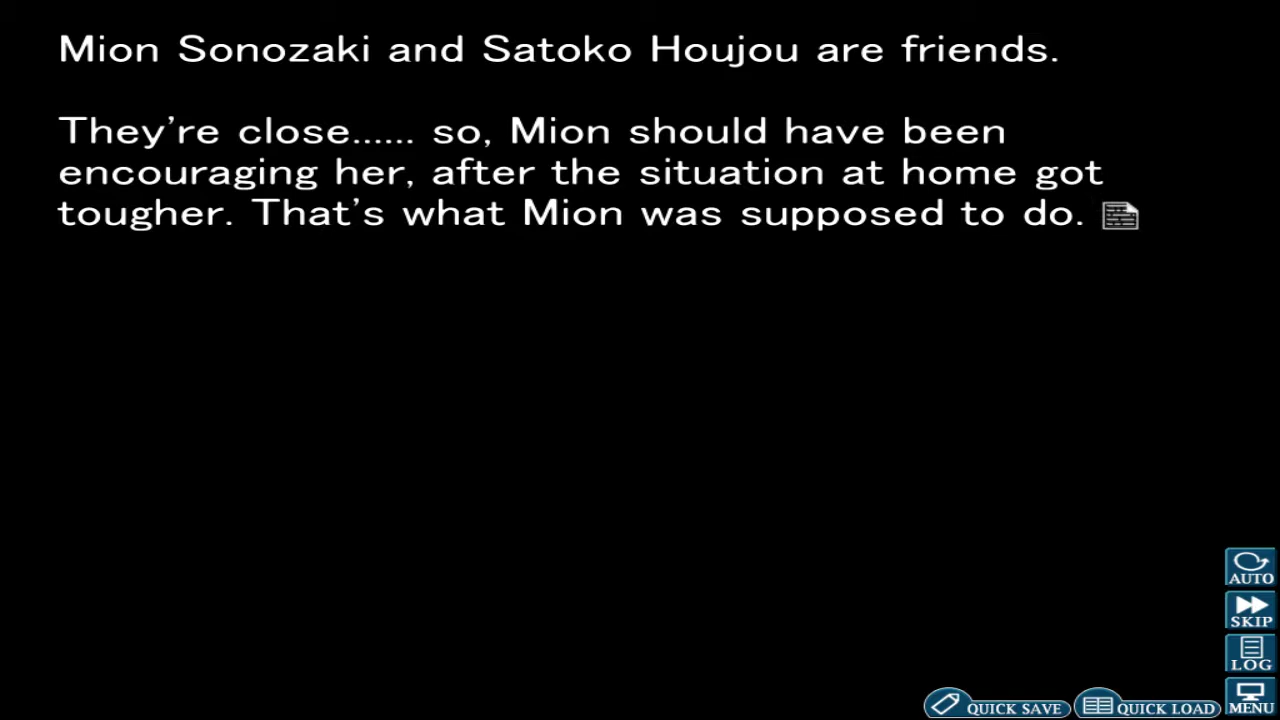 Mion Sonozaki and Satoko Houjou are friends.
They're close...... so, Mion should have been
encouraging her, after the situation at home got
tougher. That's what Mion was supposed to do.
AUTO
SKIP
LOG
QUICK SAVE
QUICK LOAD
MENU